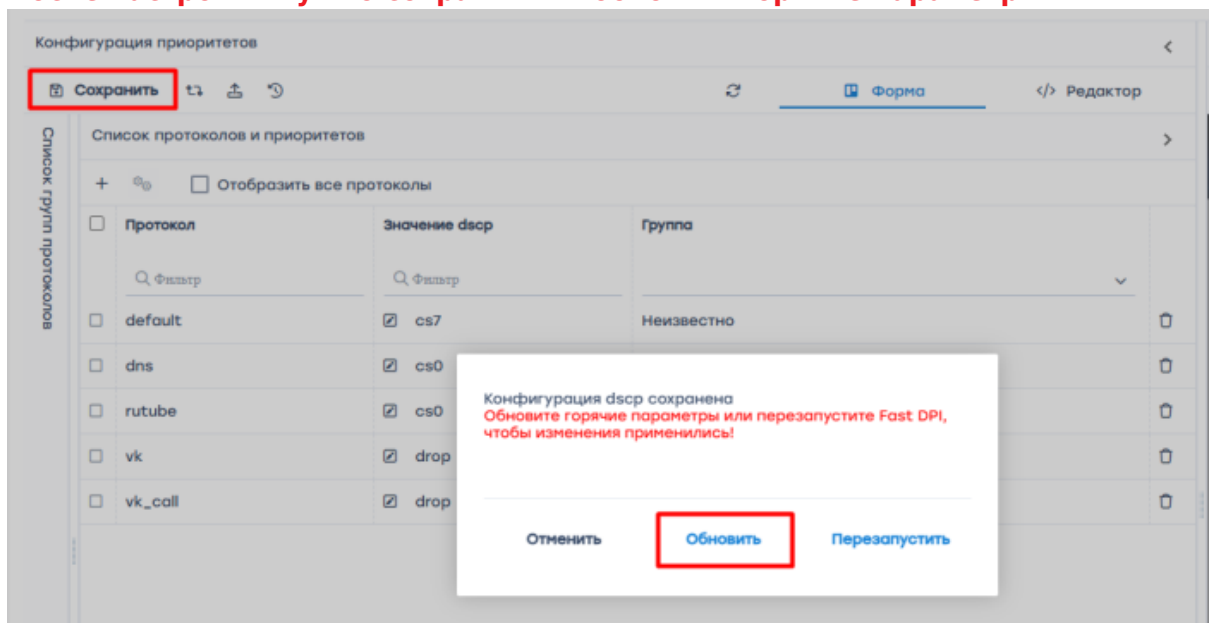 Конфигурация приоритетов
Сохранить
Форма
</> Редактор
Список групп протоколов
Список протоколов и приоритетов
Отобразить все протоколы
Протокол Значение dscp Группа
Фильтр Фильтр
default cs7 Неизвестно
dns cs0
rutube cs0
vk drop
vk_call drop
Конфигурация dscp сохранена
Обновите горячие параметры или перезапустите Fast DPI,
чтобы изменения применились!
Отменить Обновить Перезапустить